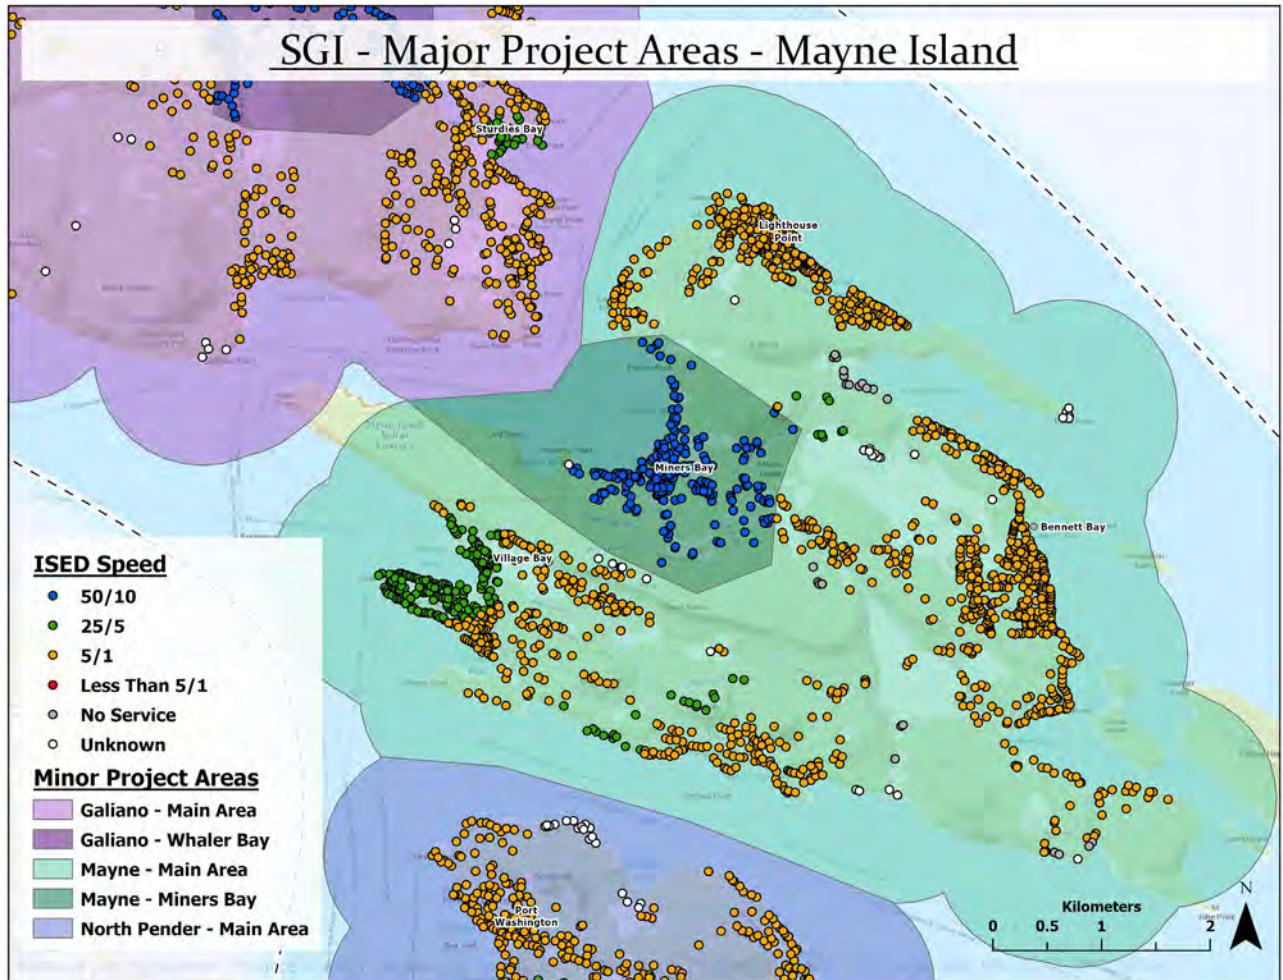 SGI - Major Project Areas - Mayne Island
Sturdies Bay
Lighthouse
Point
Miners Bay
Bennett Bay
Village Bay
ISED Speed
50/10
25/5
5/1
Less Than 5/1
No Service
Unknown
Minor Project Areas
Galiano - Main Area
Galiano - Whaler Bay
Mayne - Main Area
Mayne - Miners Bay
North Pender - Main Area
Port
Washington
Kilometers
0 0.5 1 2
N